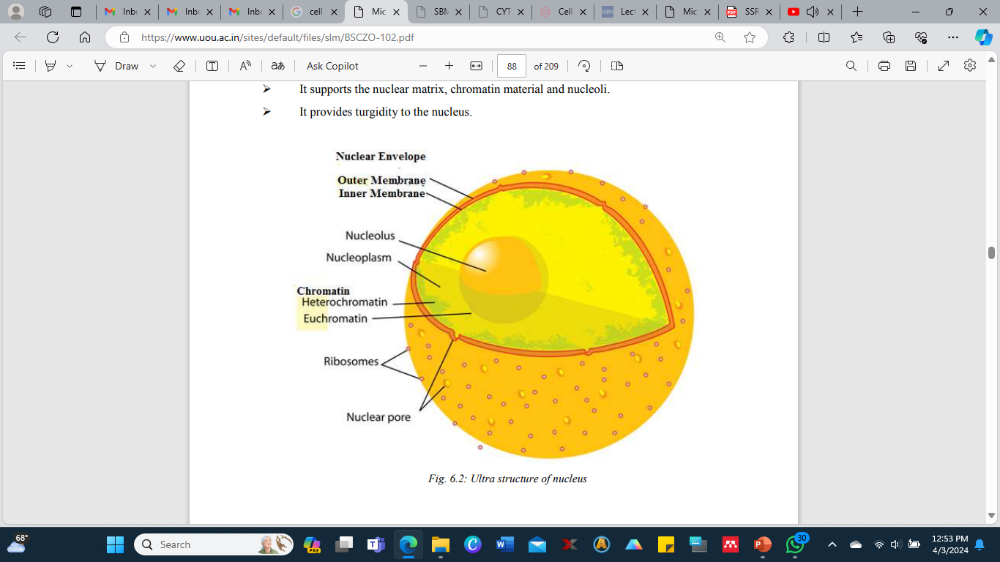 Inbo
Inbo
Inbo
cell
Mic
SBM
CYT
Cell
Lect
Mic
SSR
https://www.uou.ac.in/sites/default/files/slm/BSCZO-102.pdf
Draw
Ask Copilot
88 of 209
➢ It supports the nuclear matrix, chromatin material and nucleoli.
➢ It provides turgidity to the nucleus.
Nuclear Envelope
Outer Membrane
Inner Membrane
Nucleolus
Nucleoplasm
Chromatin
Heterochromatin
Euchromatin
Ribosomes
Nuclear pore
Fig. 6.2: Ultra structure of nucleus
68°
Search
PRE
30
12:53 PM
4/3/2024